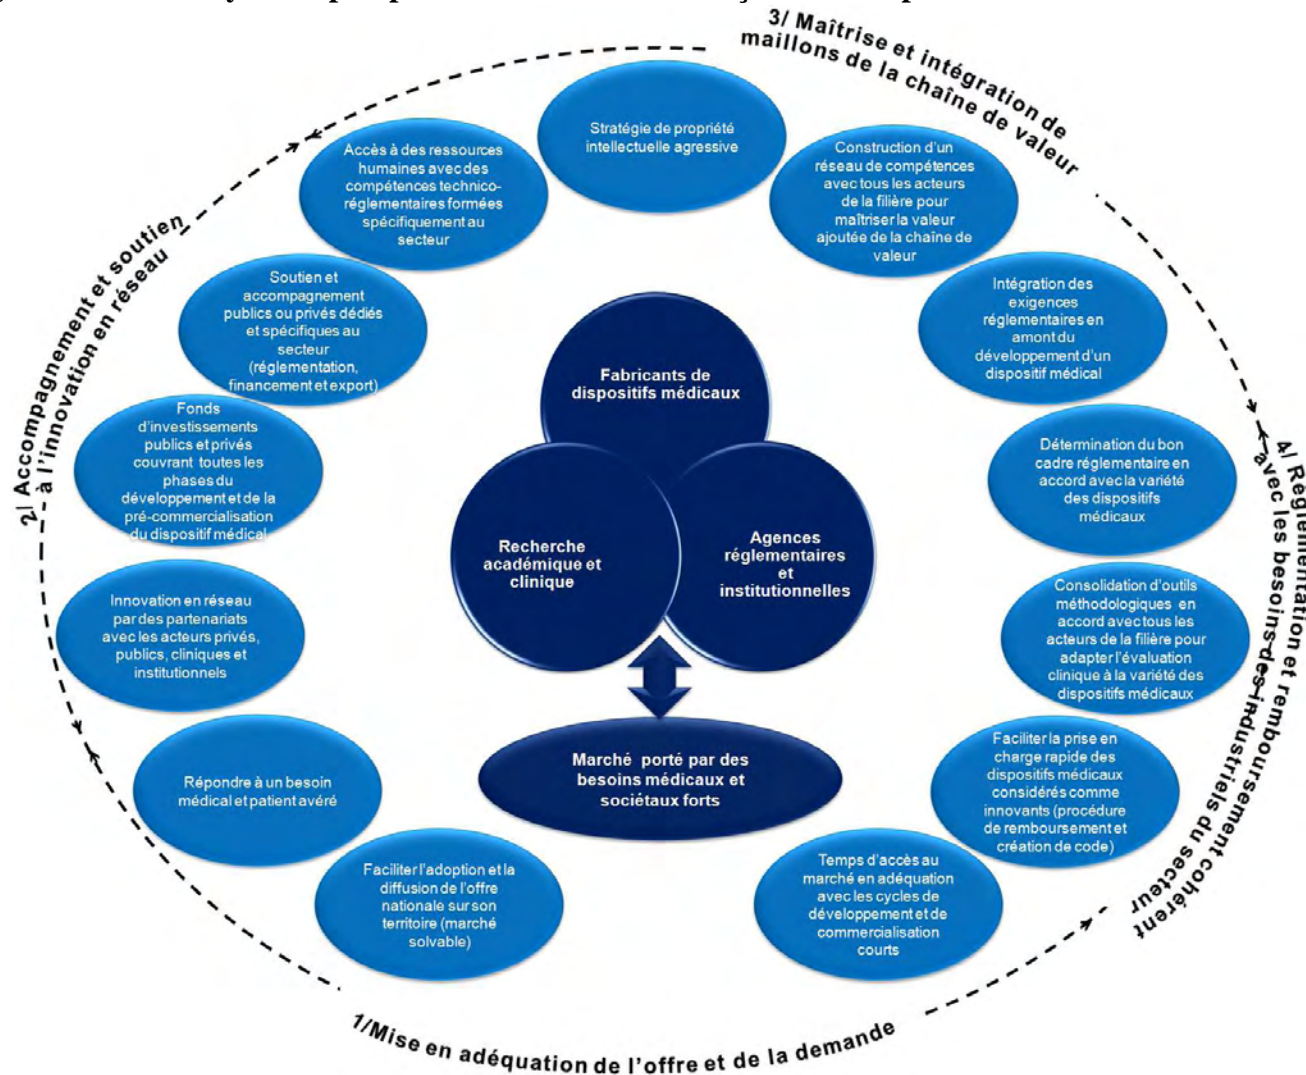 3/ Maîtrise et intégration de
maillons de la chaîne de valeur
Stratégie de propriété
intellectuelle agressive
Accès à des ressources
humaines avec des
compétences technico-
réglementaires formées
spécifiquement au
secteur
Construction d'un
réseau de compétences
avec tous les acteurs
de la filière pour
maîtriser la valeur
ajoutée de la chaîne de
valeur
2/ Accompagnement et soutien
à l'innovation en réseau
Soutien et
accompagnement
publics ou privés dédiés
et spécifiques au
secteur
(réglementation,
financement et export)
Intégration des
exigences
réglementaires en
amont du
développement d'un
dispositif médical
Fabricants de
dispositifs médicaux
Fonds
d'investissements
publics et privés
couvrant toutes les
phases du
développement et de la
pré-commercialisation
du dispositif médical
Détermination du bon
cadre réglementaire en
accord avec la variété
des dispositifs
médicaux
4/ Réglementation et remboursement cohérent
avec les besoins des industriels du secteur
Recherche
académique et
clinique
Agences
réglementaires
et
institutionnelles
Innovation en réseau
par des partenariats
avec les acteurs privés,
publics, cliniques et
institutionnels
Consolidation d'outils
méthodologiques en
accord avec tous les
acteurs de la filière pour
adapter l'évaluation
clinique à la variété des
dispositifs médicaux
Répondre à un besoin
médical et patient avéré
Marché porté par des
besoins médicaux et
sociétaux forts
Faciliter la prise en
charge rapide des
dispositifs médicaux
considérés comme
innovants (procédure
de remboursement et
création de code)
Faciliter l'adoption et la
diffusion de l'offre
nationale sur son
territoire (marché
solvable)
Temps d'accès au
marché en adéquation
avec les cycles de
développement et de
commercialisation
courts
1/Mise en adéquation de l'offre et de la demande